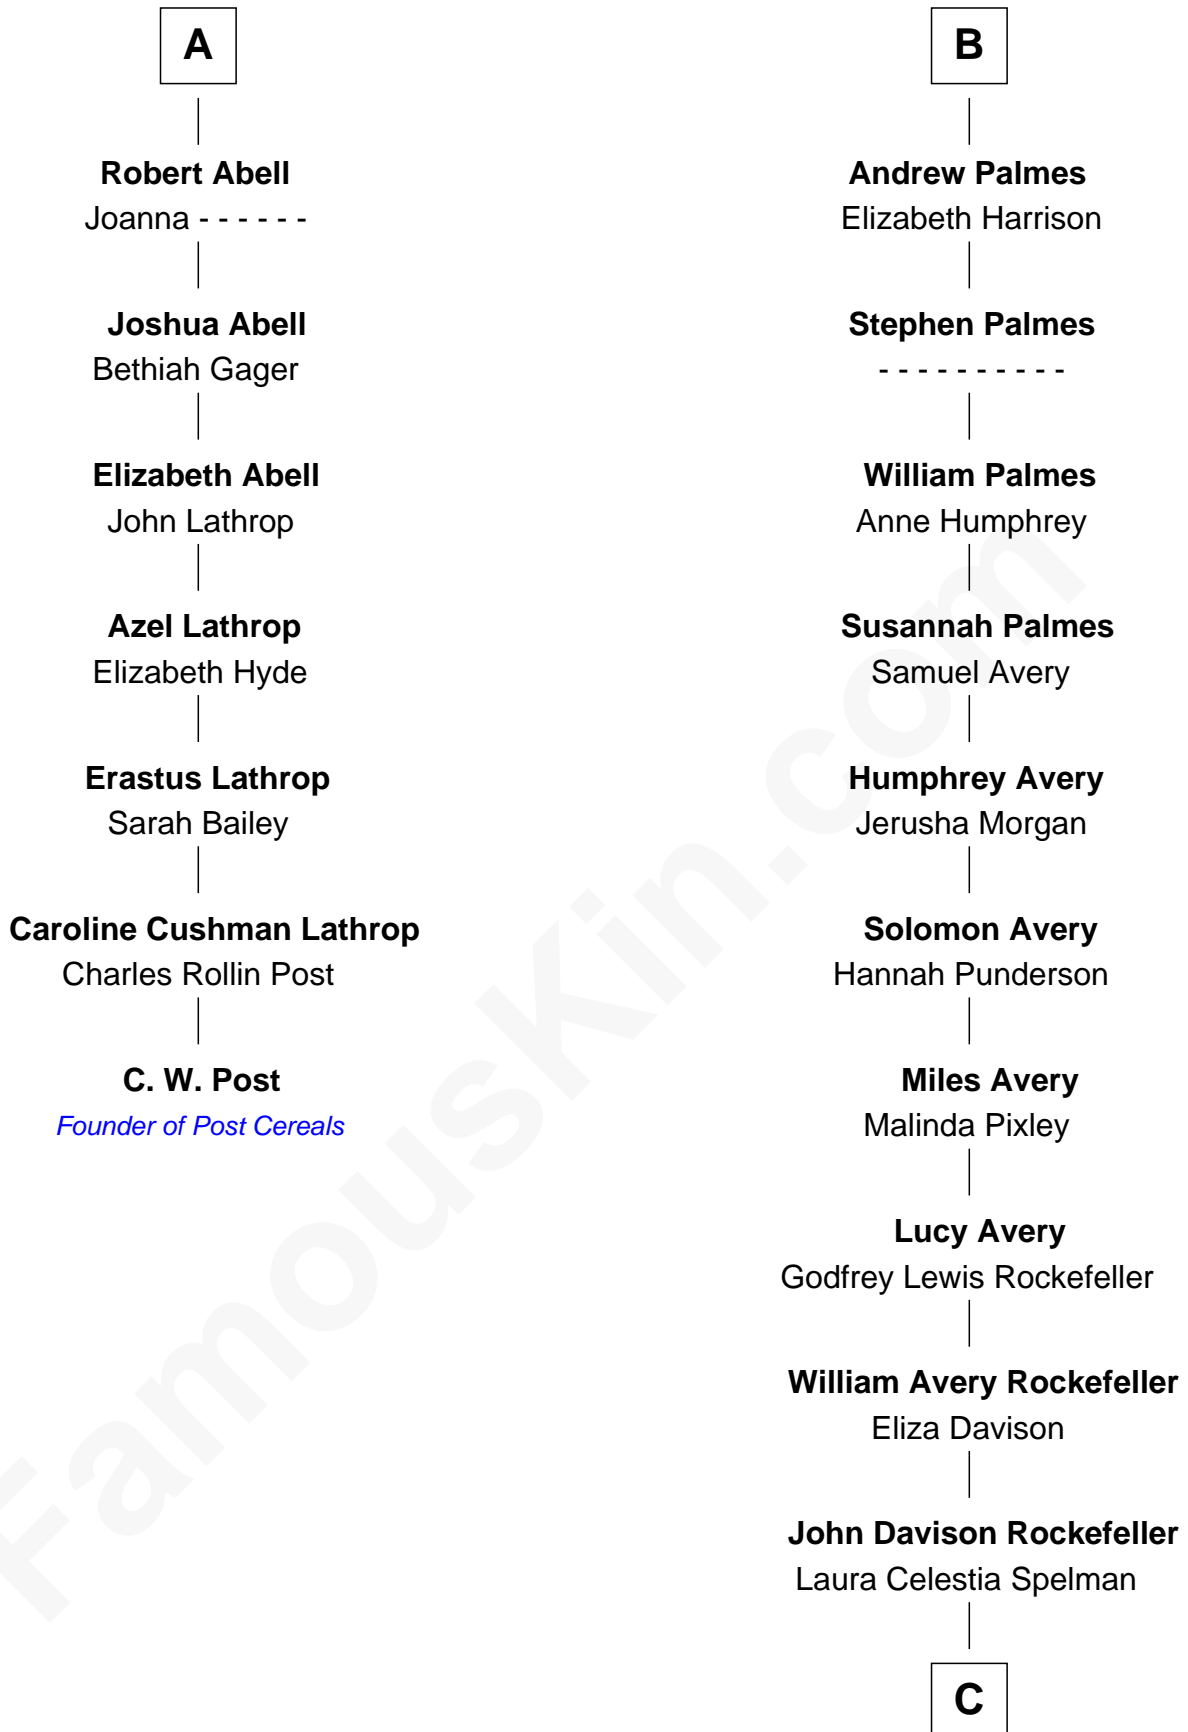 A
Robert Abell
Joanna - - - - - -
Joshua Abell
Bethiah Gager
Elizabeth Abell
John Lathrop
Azel Lathrop
Elizabeth Hyde
Erastus Lathrop
Sarah Bailey
Caroline Cushman Lathrop
Charles Rollin Post
C. W. Post
Founder of Post Cereals
B
Andrew Palmes
Elizabeth Harrison
Stephen Palmes
- - - - - - - - - -
William Palmes
Anne Humphrey
Susannah Palmes
Samuel Avery
Humphrey Avery
Jerusha Morgan
Solomon Avery
Hannah Punderson
Miles Avery
Malinda Pixley
Lucy Avery
Godfrey Lewis Rockefeller
William Avery Rockefeller
Eliza Davison
John Davison Rockefeller
Laura Celestia Spelman
C
FamousKin.com